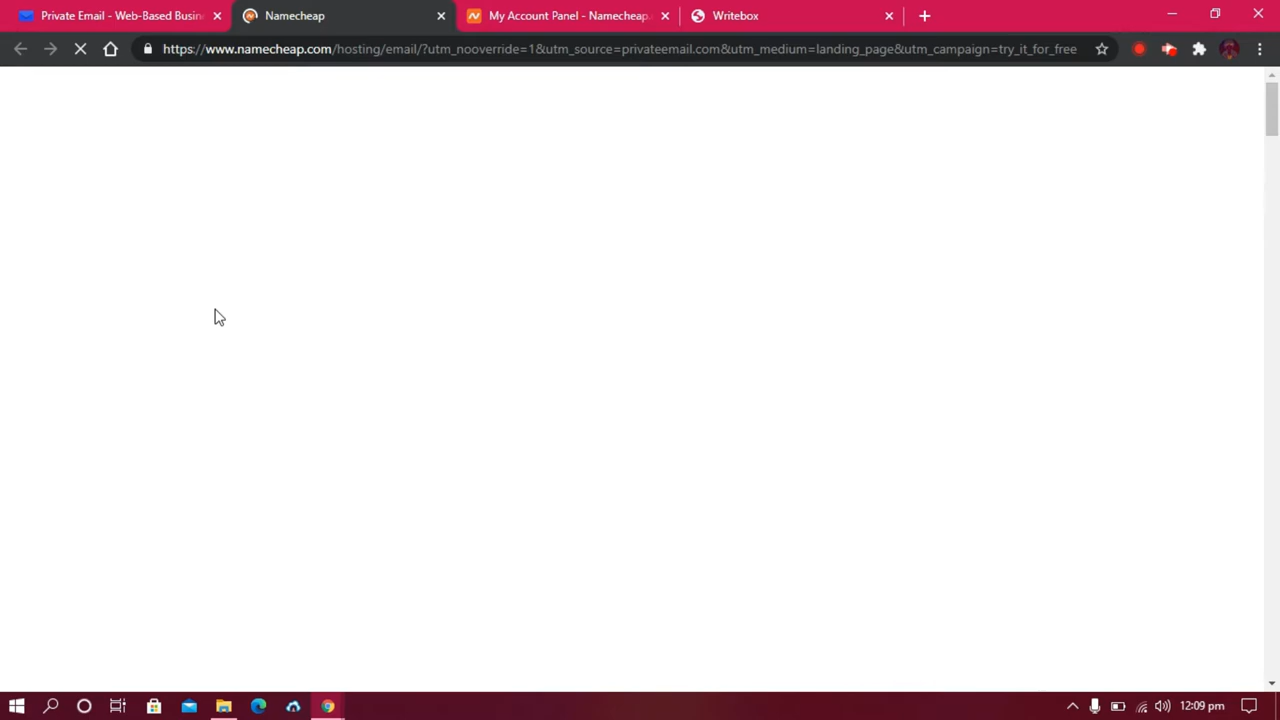 Private Email - Web-Based Busin
Namecheap
My Account Panel - Namecheap.
Writebox
https://www.namecheap.com/hosting/email/?utm_nooverride=1&utm_source=privateemail.com&utm_medium=landing_page&utm_campaign=try_it_for_free
12:09 pm